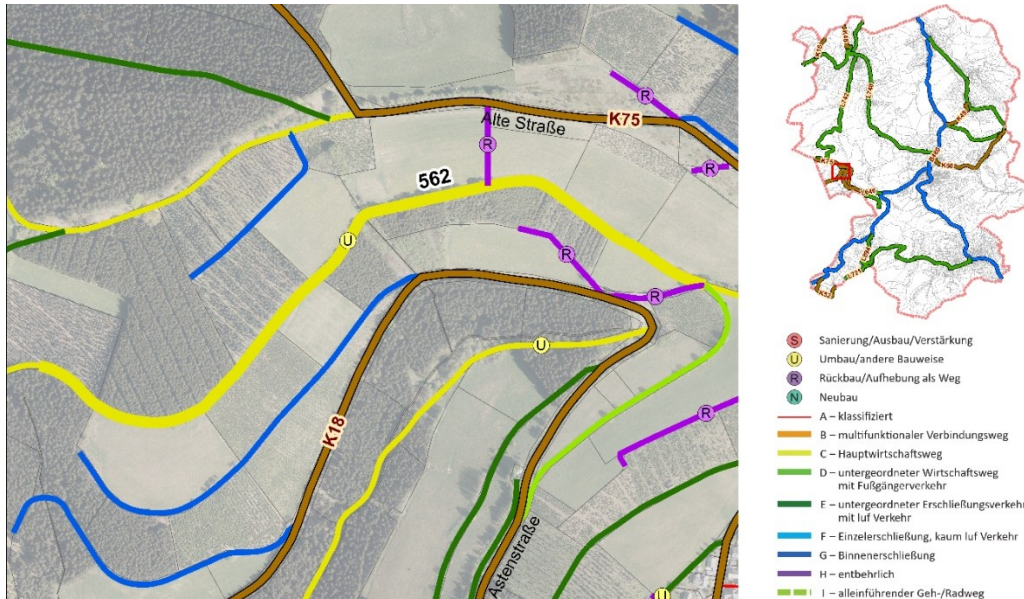 Alte Straße
K75
R
R
R
562
U
R
R
U
K18
R
Astenstraße
U
S Sanierung/Ausbau/Verstärkung
U Umbau/andere Bauweise
R Rückbau/Aufhebung als Weg
N Neubau
A – klassifiziert
B – multifunktionaler Verbindungsweg
C – Hauptwirtschaftsweg
D – untergeordneter Wirtschaftsweg
mit Fußgängerverkehr
E – untergeordneter Erschließungsverkehr
mit luf Verkehr
F – Einzelerschließung, kaum luf Verkehr
G – Binnenerschließung
H – entbehrlich
I – alleinführender Geh-/Radweg